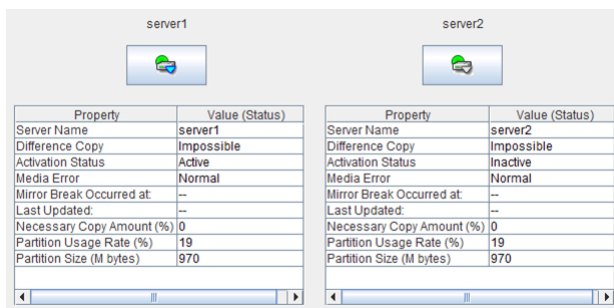 server1 server2
Property Value (Status) Property Value (Status)
Server Name server1 Server Name server2
Difference Copy Impossible Difference Copy Impossible
Activation Status Active Activation Status Inactive
Media Error Normal Media Error Normal
Mirror Break Occurred at: -- Mirror Break Occurred at: --
Last Updated: -- Last Updated: --
Necessary Copy Amount (%) 0 Necessary Copy Amount (%) 0
Partition Usage Rate (%) 19 Partition Usage Rate (%) 19
Partition Size (M bytes) 970 Partition Size (M bytes) 970